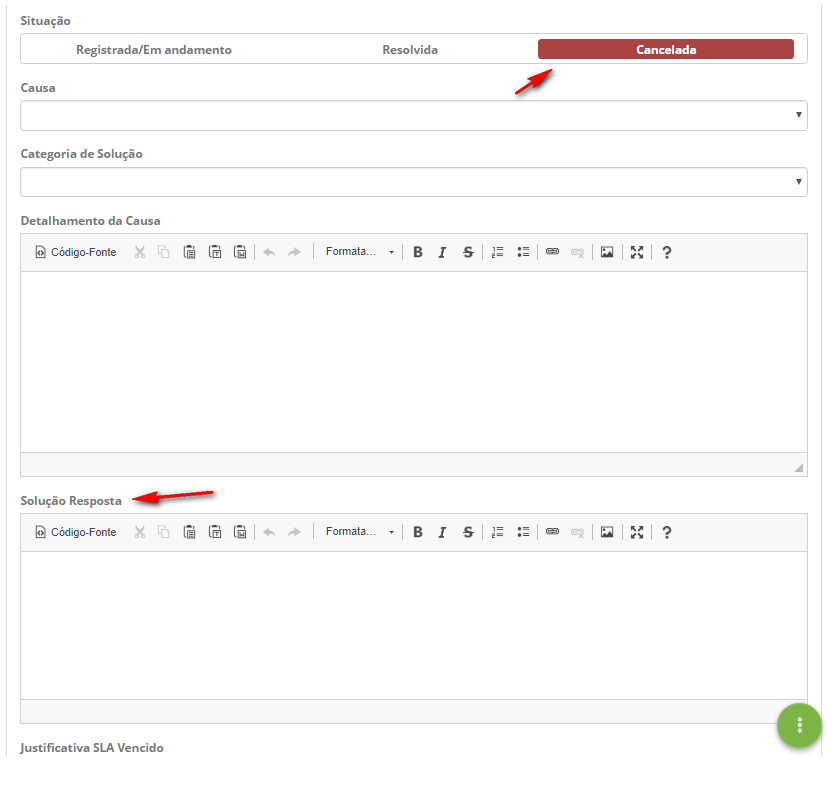 Situação
Registrada/Em andamento Resolvida Cancelada
Causa
Categoria de Solução
Detalhamento da Causa
Código-Fonte Formata... B I S ?
Solução Resposta
Código-Fonte Formata... B I S ?
Justificativa SLA Vencido